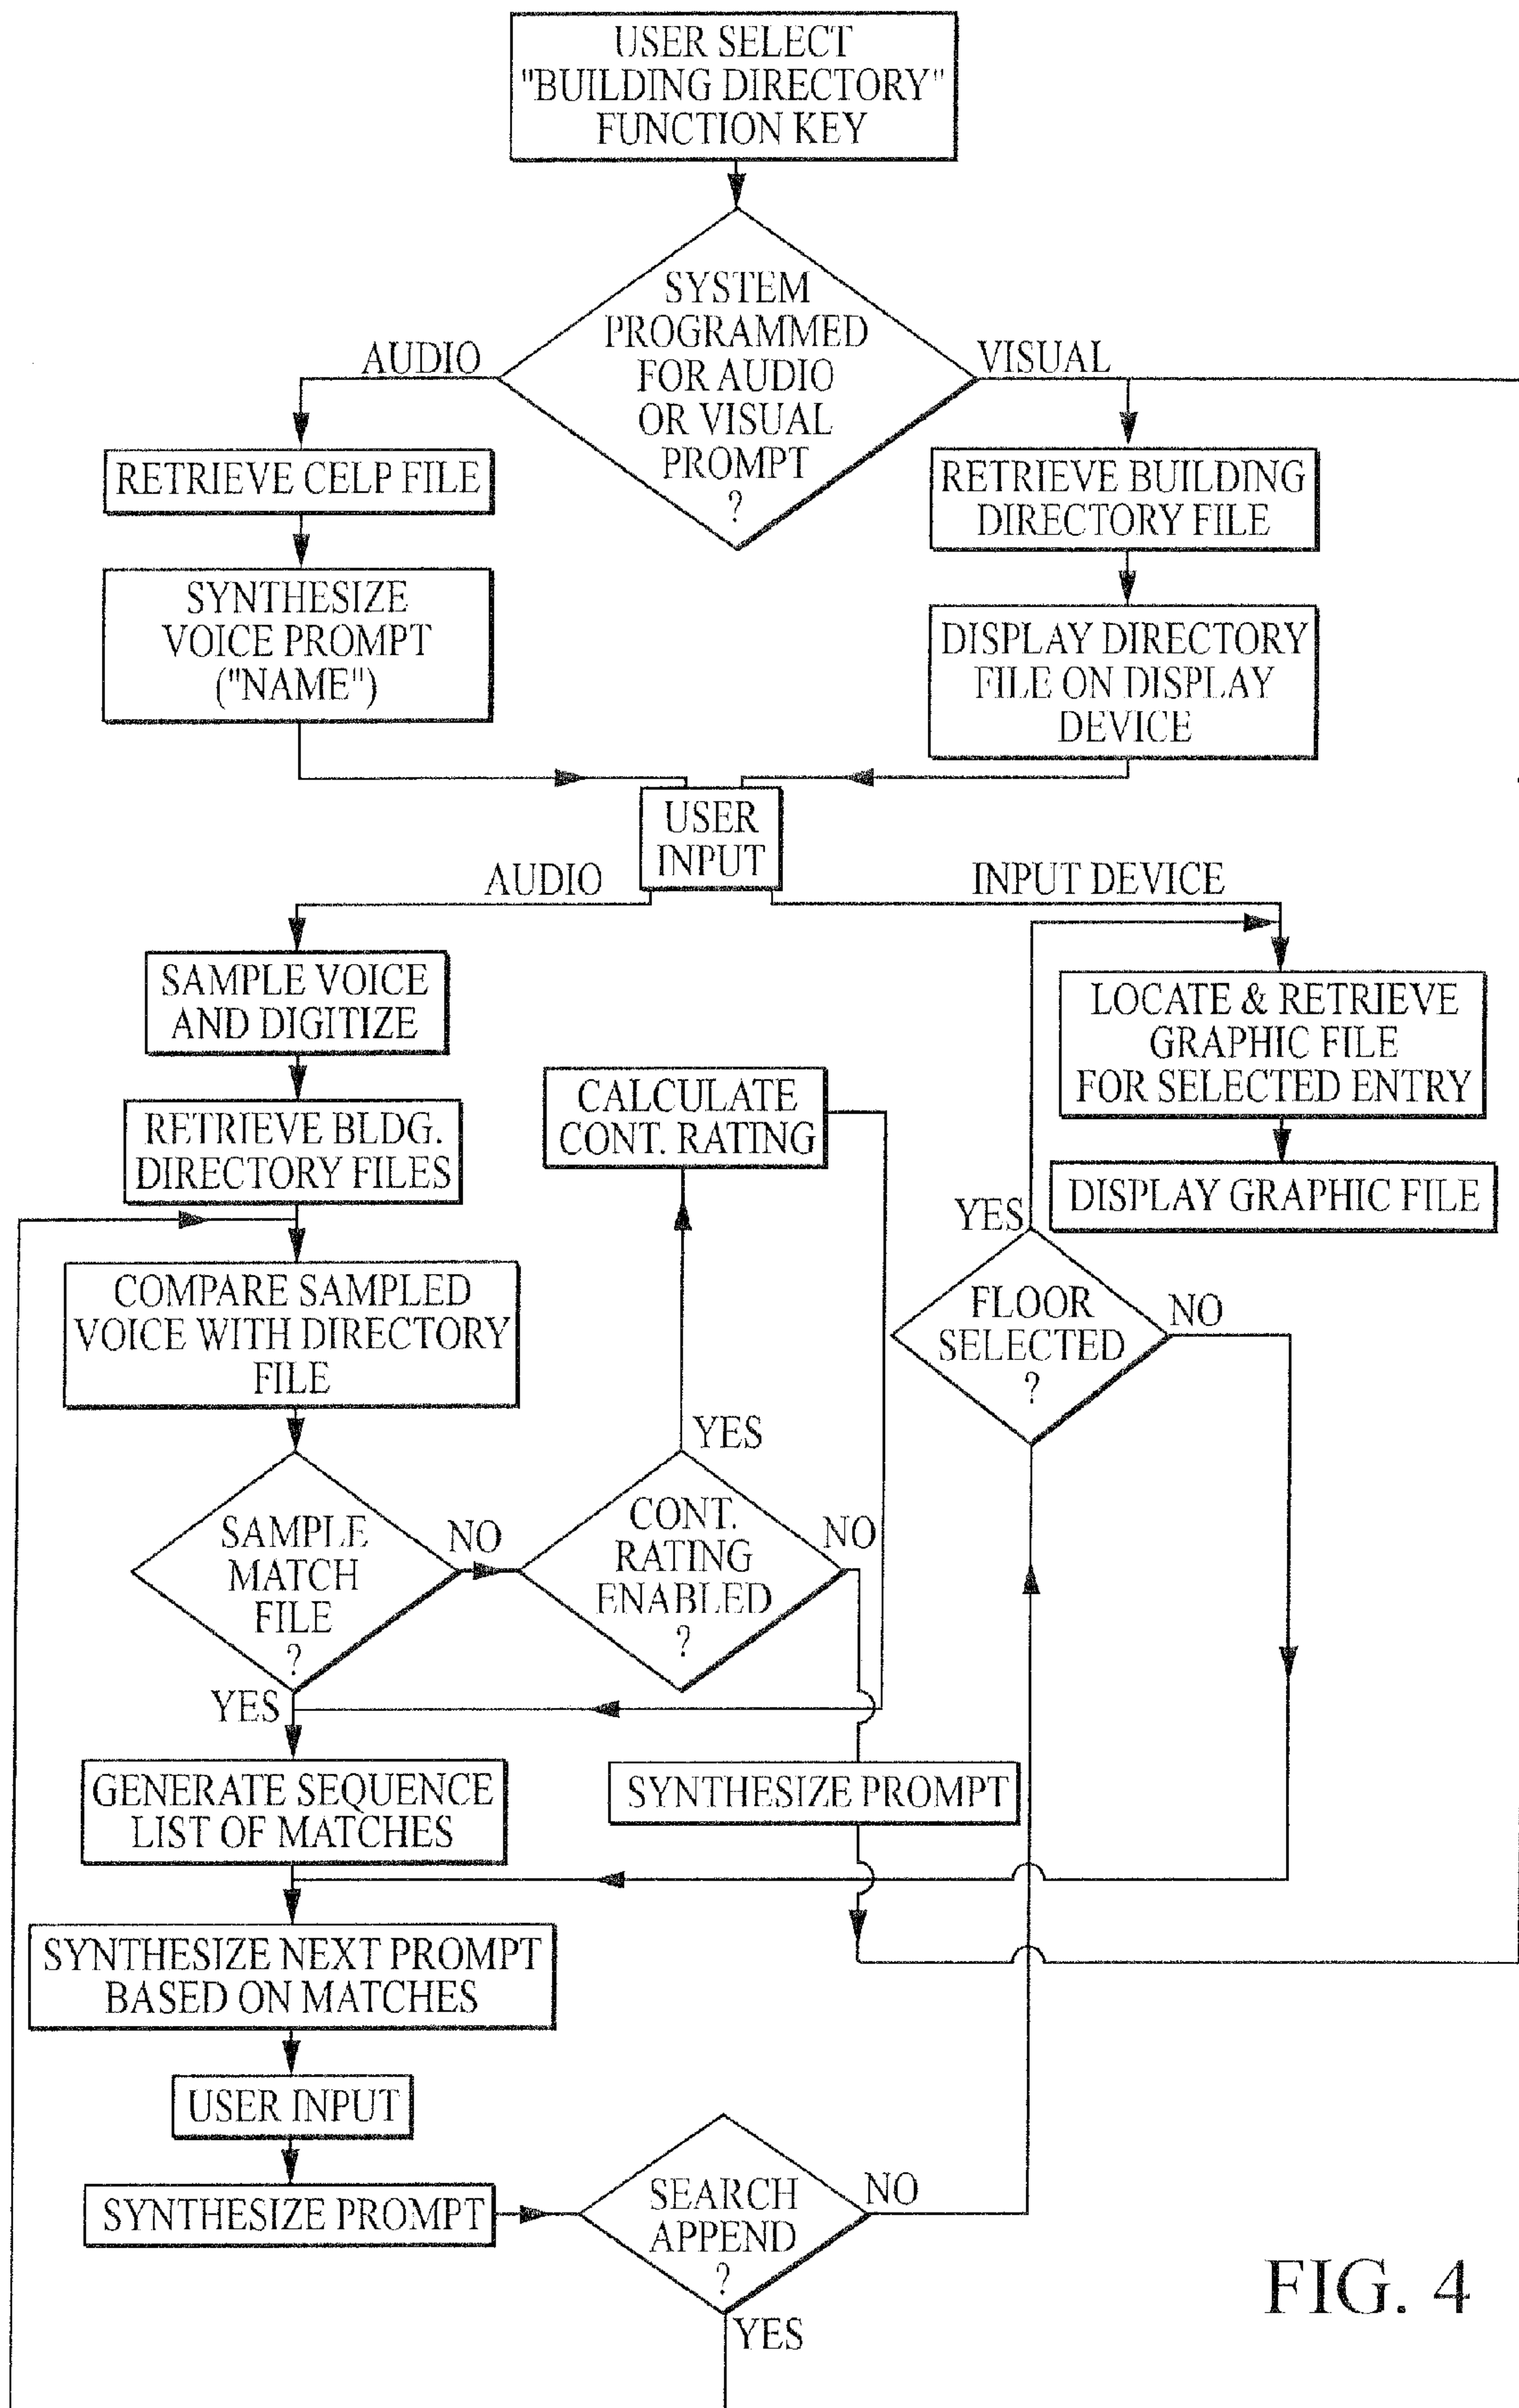 USER SELECT
"BUILDING DIRECTORY"
FUNCTION KEY
SYSTEM
PROGRAMMED
FOR AUDIO
OR VISUAL
PROMPT
?
AUDIO
VISUAL
RETRIEVE CELP FILE
SYNTHESIZE
VOICE PROMPT
("NAME")
RETRIEVE BUILDING
DIRECTORY FILE
DISPLAY DIRECTORY
FILE ON DISPLAY
DEVICE
USER
INPUT
AUDIO
INPUT DEVICE
SAMPLE VOICE
AND DIGITIZE
RETRIEVE BLDG.
DIRECTORY FILES
COMPARE SAMPLED
VOICE WITH DIRECTORY
FILE
CALCULATE
CONT. RATING
LOCATE & RETRIEVE
GRAPHIC FILE
FOR SELECTED ENTRY
DISPLAY GRAPHIC FILE
YES
FLOOR
SELECTED
?
NO
SAMPLE
MATCH
FILE
?
NO
YES
YES
CONT.
RATING
ENABLED
?
NO
GENERATE SEQUENCE
LIST OF MATCHES
SYNTHESIZE PROMPT
SYNTHESIZE NEXT PROMPT
BASED ON MATCHES
USER INPUT
SYNTHESIZE PROMPT
SEARCH
APPEND
?
NO
YES
FIG. 4